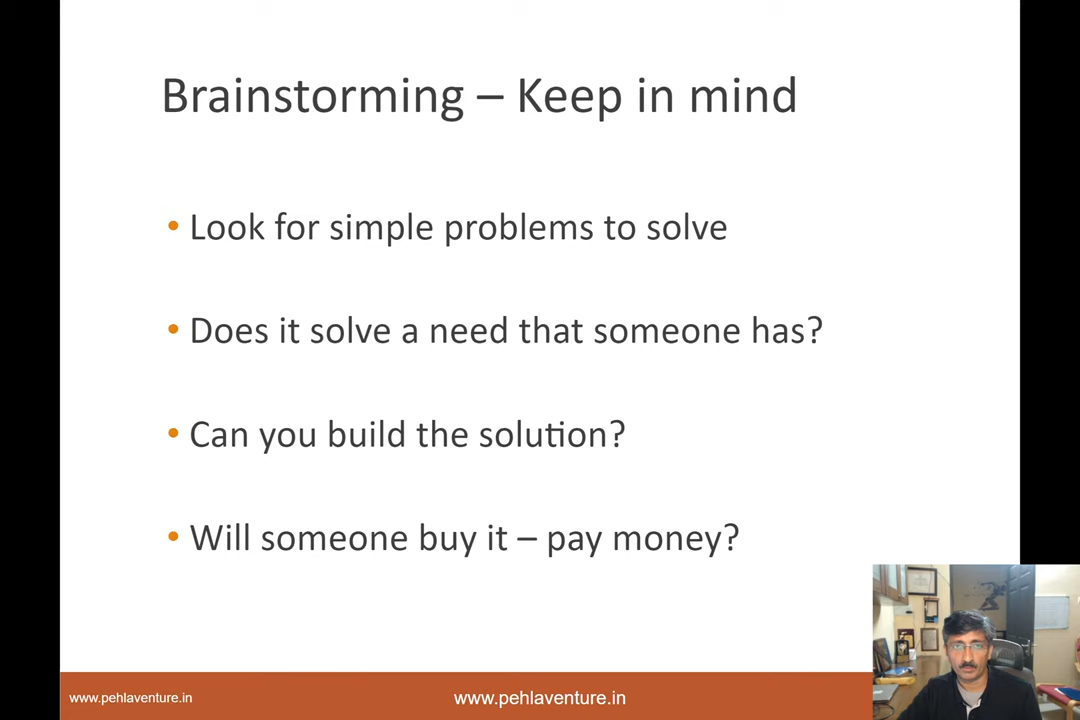 Brainstorming – Keep in mind
• Look for simple problems to solve
• Does it solve a need that someone has?
• Can you build the solution?
• Will someone buy it – pay money?
www.pehlaventure.in
www.pehlaventure.in